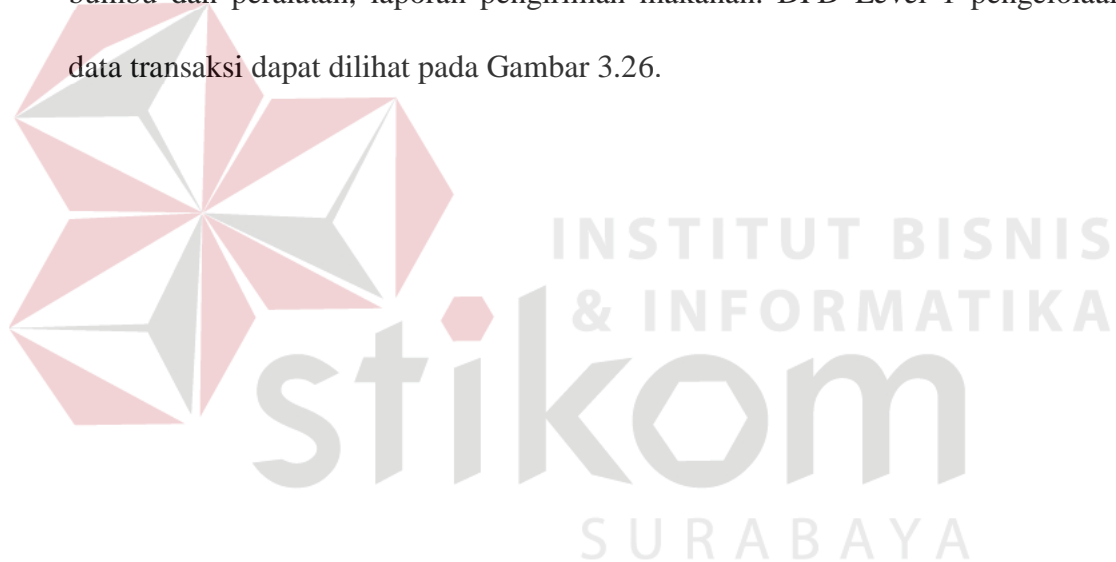 bumbu dan peralatan, laporan pengiriman makanan. DFD Level 1 pengelolaan
data transaksi dapat dilihat pada Gambar 3.26.
INSTITUT BISNIS
& INFORMATIKA
stikom
SURABAYA